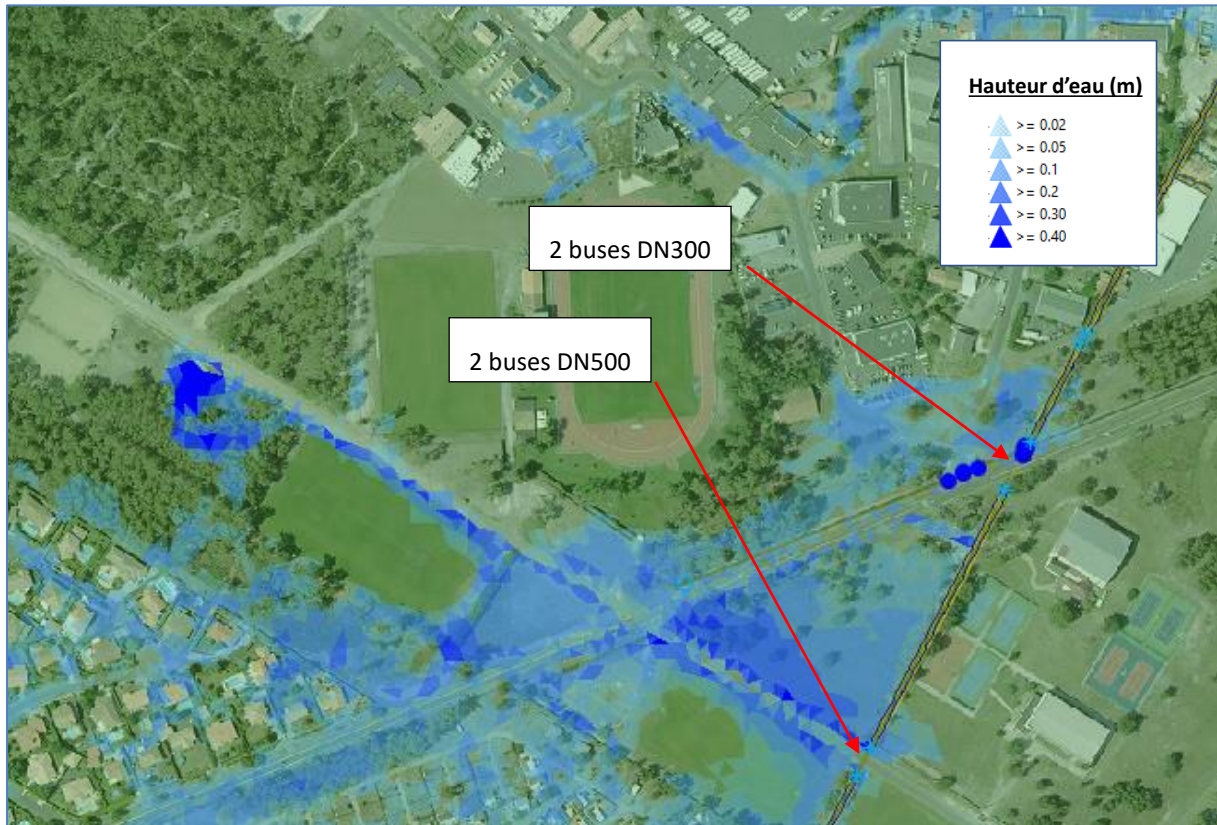 Hauteur d'eau (m)
>= 0.02
>= 0.05
>= 0.1
>= 0.2
>= 0.30
>= 0.40
2 buses DN300
2 buses DN500